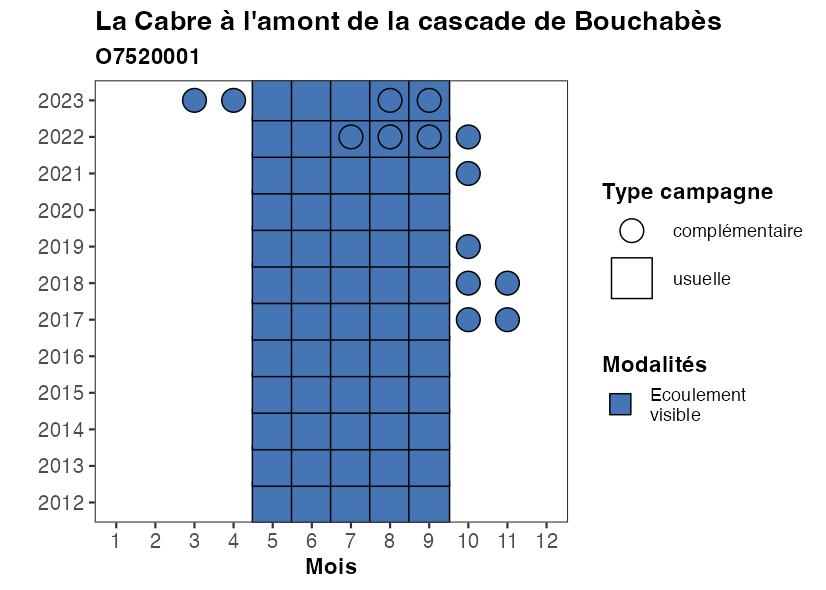 La Cabre à l'amont de la cascade de Bouchabès
O7520001
2023
2022
2021
2020
2019
2018
2017
2016
2015
2014
2013
2012
1 2 3 4 5 6 7 8 9 10 11 12
Mois
Type campagne
complémentaire
usuelle
Modalités
Ecoulement
visible